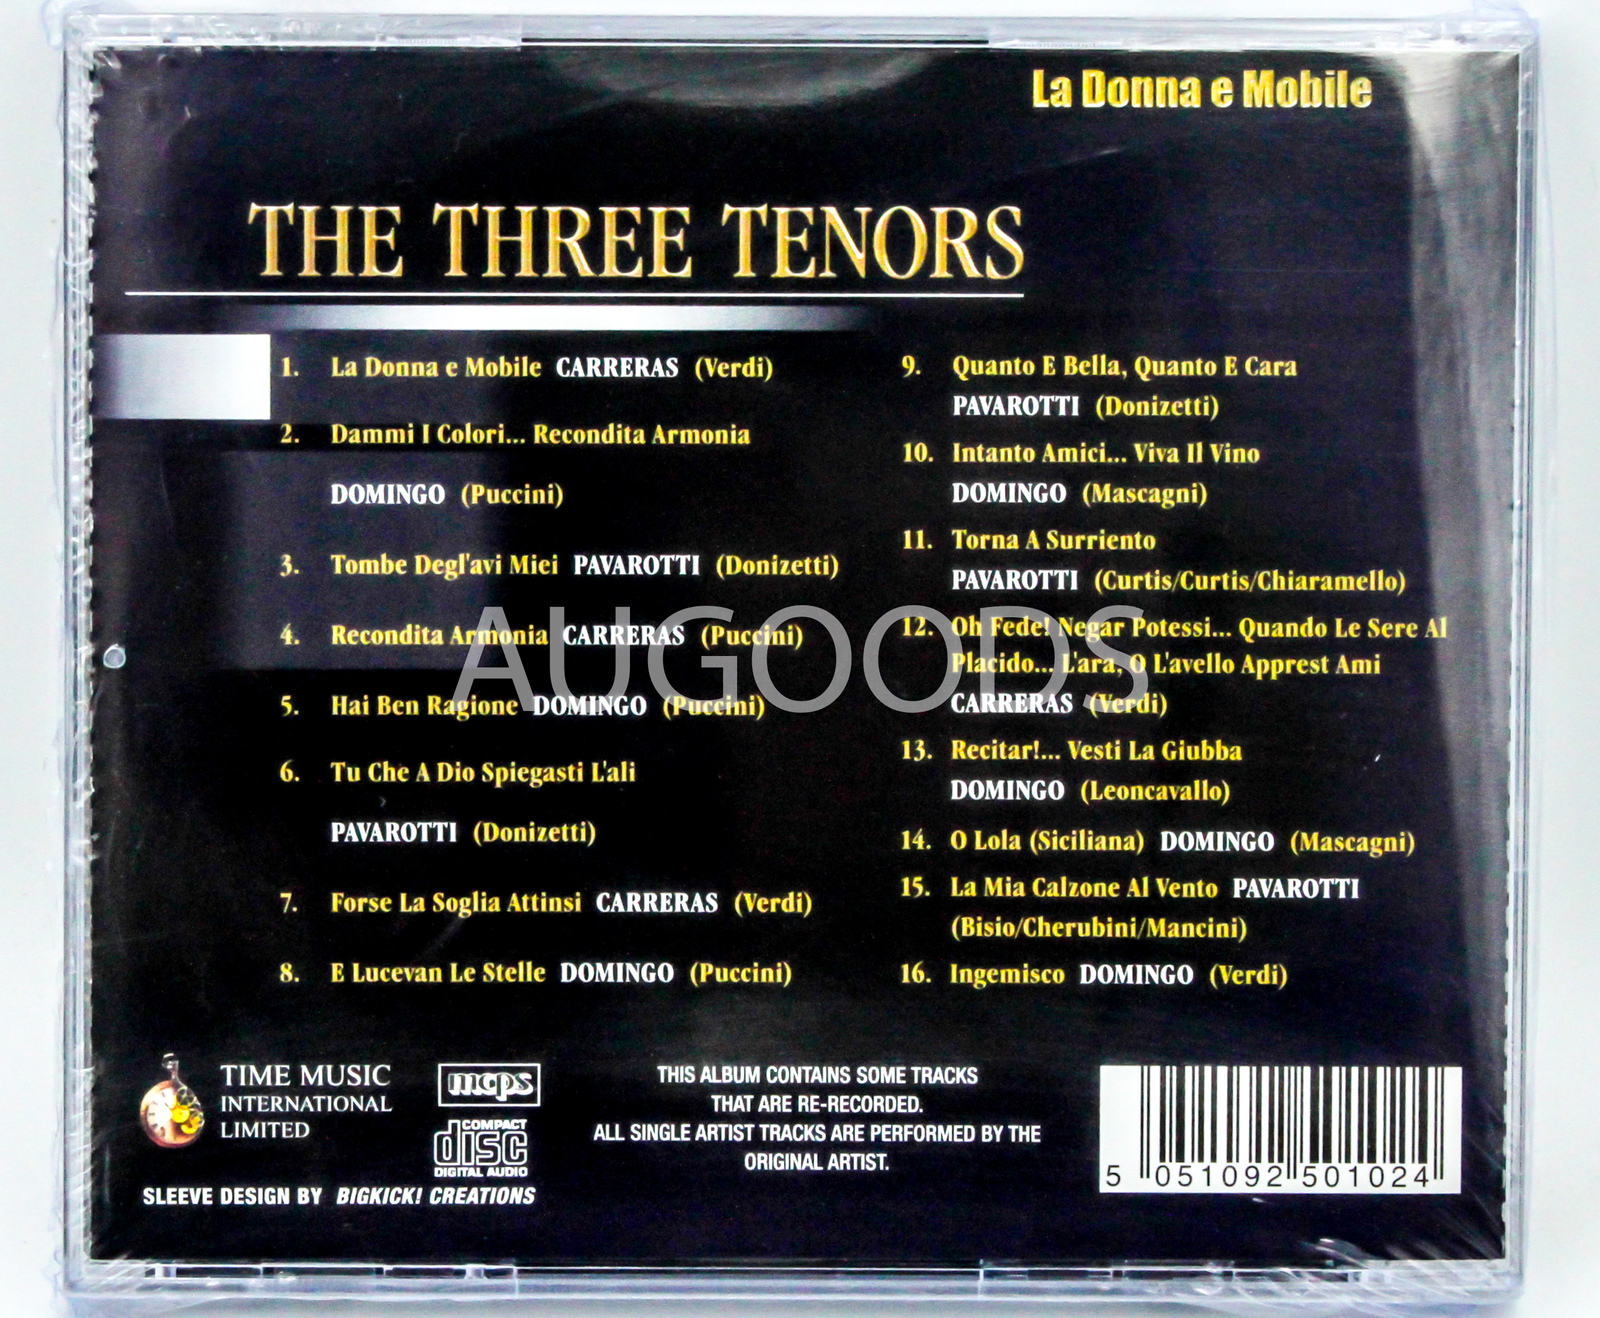 La Donna e Mobile
THE THREE TENORS
1. La Donna e Mobile CARRERAS (Verdi)
2. Dammi I Colori... Recondita Armonia
DOMINGO (Puccini)
3. Tombe Degl'avi Miei PAVAROTTI (Donizetti)
4. Recondita Armonia CARRERAS (Puccini)
5. Hai Ben Ragione DOMINGO (Puccini)
6. Tu Che A Dio Spiegasti L'ali
PAVAROTTI (Donizetti)
7. Forse La Soglia Attinsi CARRERAS (Verdi)
8. E Lucevan Le Stelle DOMINGO (Puccini)
9. Quanto E Bella, Quanto E Cara
PAVAROTTI (Donizetti)
10. Intanto Amici... Viva Il Vino
DOMINGO (Mascagni)
11. Torna A Surriento
PAVAROTTI (Curtis/Curtis/Chiaramello)
12. Oh Fede! Negar Potessi... Quando Le Sere Al
Placido... L'ara, O L'avello Apprest Ami
CARRERAS (Verdi)
13. Recitar!... Vesti La Giubba
DOMINGO (Leoncavallo)
14. O Lola (Siciliana) DOMINGO (Mascagni)
15. La Mia Calzone Al Vento PAVAROTTI
(Bisio/Cherubini/Mancini)
16. Ingemisco DOMINGO (Verdi)
AUGOODS
TIME MUSIC
INTERNATIONAL
LIMITED
mcps
COMPACT
disc
DIGITAL AUDIO
SLEEVE DESIGN BY BIGKICK! CREATIONS
THIS ALBUM CONTAINS SOME TRACKS
THAT ARE RE-RECORDED.
ALL SINGLE ARTIST TRACKS ARE PERFORMED BY THE
ORIGINAL ARTIST.
5 051092 501024